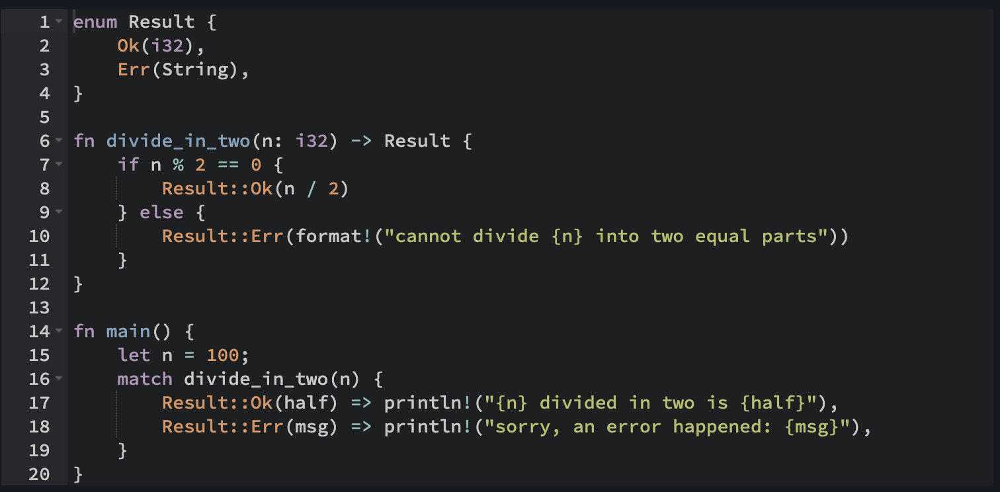 1 enum Result {
2     Ok(i32),
3     Err(String),
4 }
5
6 fn divide_in_two(n: i32) -> Result {
7     if n % 2 == 0 {
8         Result::Ok(n / 2)
9     } else {
10         Result::Err(format!("cannot divide {n} into two equal parts"))
11     }
12 }
13
14 fn main() {
15     let n = 100;
16     match divide_in_two(n) {
17         Result::Ok(half) => println!("{n} divided in two is {half}"),
18         Result::Err(msg) => println!("sorry, an error happened: {msg}"),
19     }
20 }